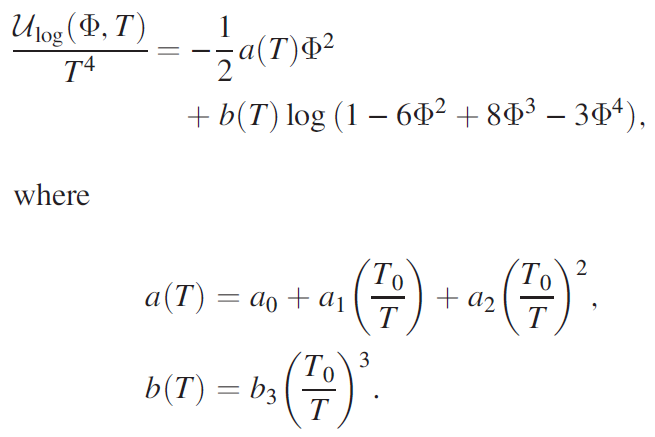 𝒰log(Φ, T) / T⁴ = −1/2 a(T)Φ²
+ b(T) log (1 − 6Φ² + 8Φ³ − 3Φ⁴),
where
a(T) = a₀ + a₁(T₀/T) + a₂(T₀/T)²,
b(T) = b₃(T₀/T)³.